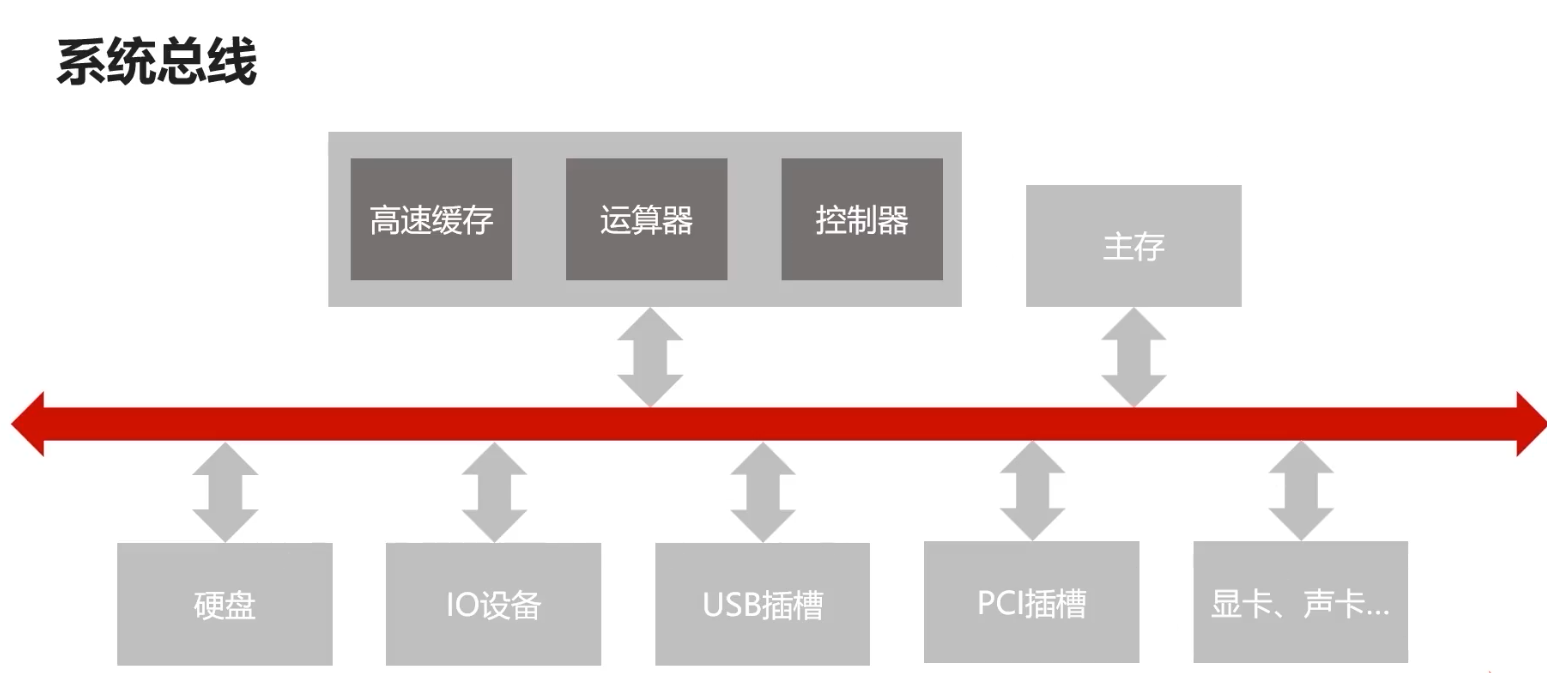 系统总线
高速缓存
运算器
控制器
主存
硬盘
IO设备
USB插槽
PCI插槽
显卡、声卡...